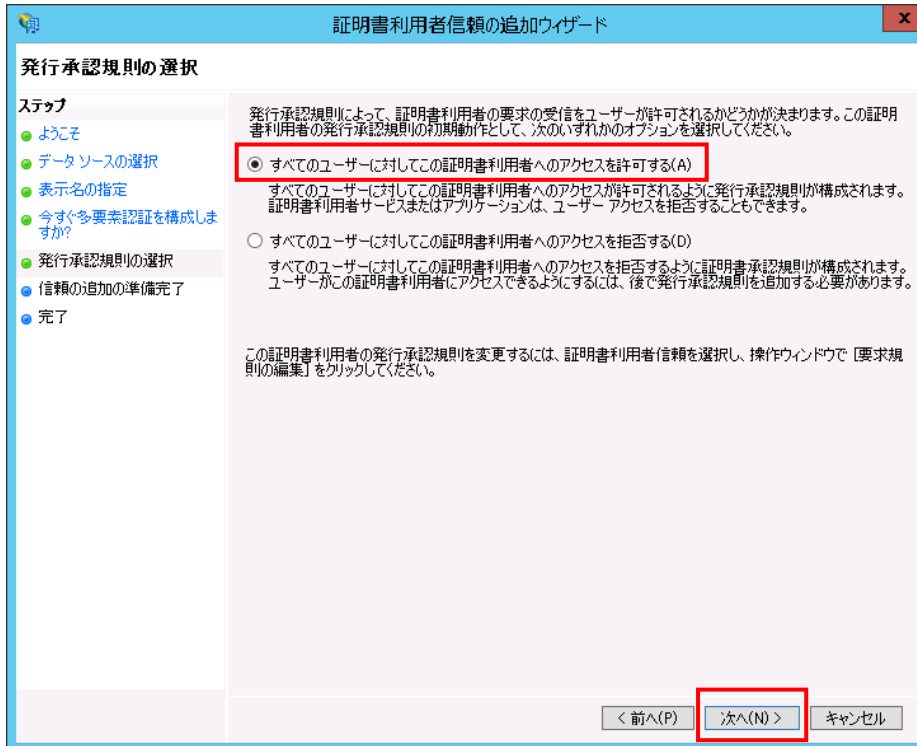 証明書利用者信頼の追加ウィザード
x
発行承認規則の選択
ステップ
ようこそ
データ ソースの選択
表示名の指定
今すぐ多要素認証を構成しま
すか?
発行承認規則の選択
信頼の追加の準備完了
完了
発行承認規則によって、証明書利用者の要求の受信をユーザーが許可されるかどうかが決まります。この証明
書利用者の発行承認規則の初期動作として、次のいずれかのオプションを選択してください。
すべてのユーザーに対してこの証明書利用者へのアクセスを許可する(A)
すべてのユーザーに対してこの証明書利用者へのアクセスが許可されるように発行承認規則が構成されます。
証明書利用者サービスまたはアプリケーションは、ユーザー アクセスを拒否することもできます。
すべてのユーザーに対してこの証明書利用者へのアクセスを拒否する(D)
すべてのユーザーに対してこの証明書利用者へのアクセスを拒否するように証明書承認規則が構成されます。
ユーザーがこの証明書利用者にアクセスできるようにするには、後で発行承認規則を追加する必要があります。
この証明書利用者の発行承認規則を変更するには、証明書利用者信頼を選択し、操作ウィンドウで [要求規
則の編集] をクリックしてください。
< 前へ(P)
次へ(N) >
キャンセル